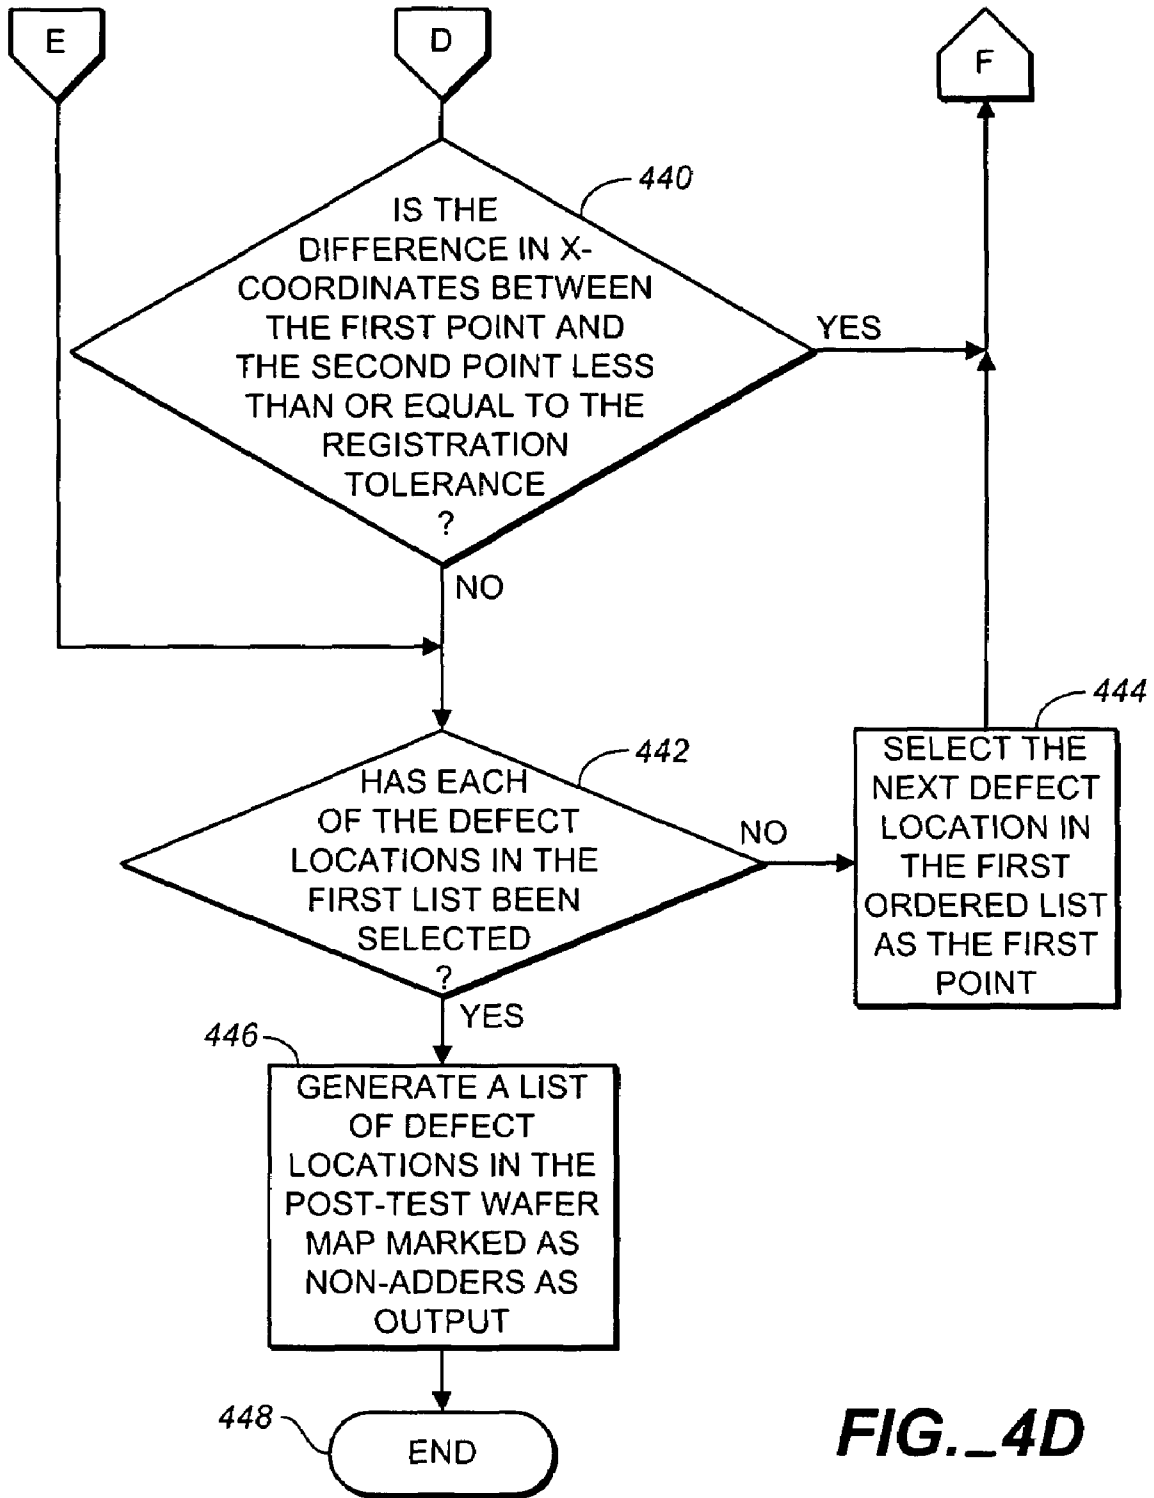 E
D
F
440
IS THE
DIFFERENCE IN X-
COORDINATES BETWEEN
THE FIRST POINT AND
THE SECOND POINT LESS
THAN OR EQUAL TO THE
REGISTRATION
TOLERANCE
?
YES
NO
442
HAS EACH
OF THE DEFECT
LOCATIONS IN THE
FIRST LIST BEEN
SELECTED
?
NO
444
SELECT THE
NEXT DEFECT
LOCATION IN
THE FIRST
ORDERED LIST
AS THE FIRST
POINT
YES
446
GENERATE A LIST
OF DEFECT
LOCATIONS IN THE
POST-TEST WAFER
MAP MARKED AS
NON-ADDERS AS
OUTPUT
448
END
FIG._4D